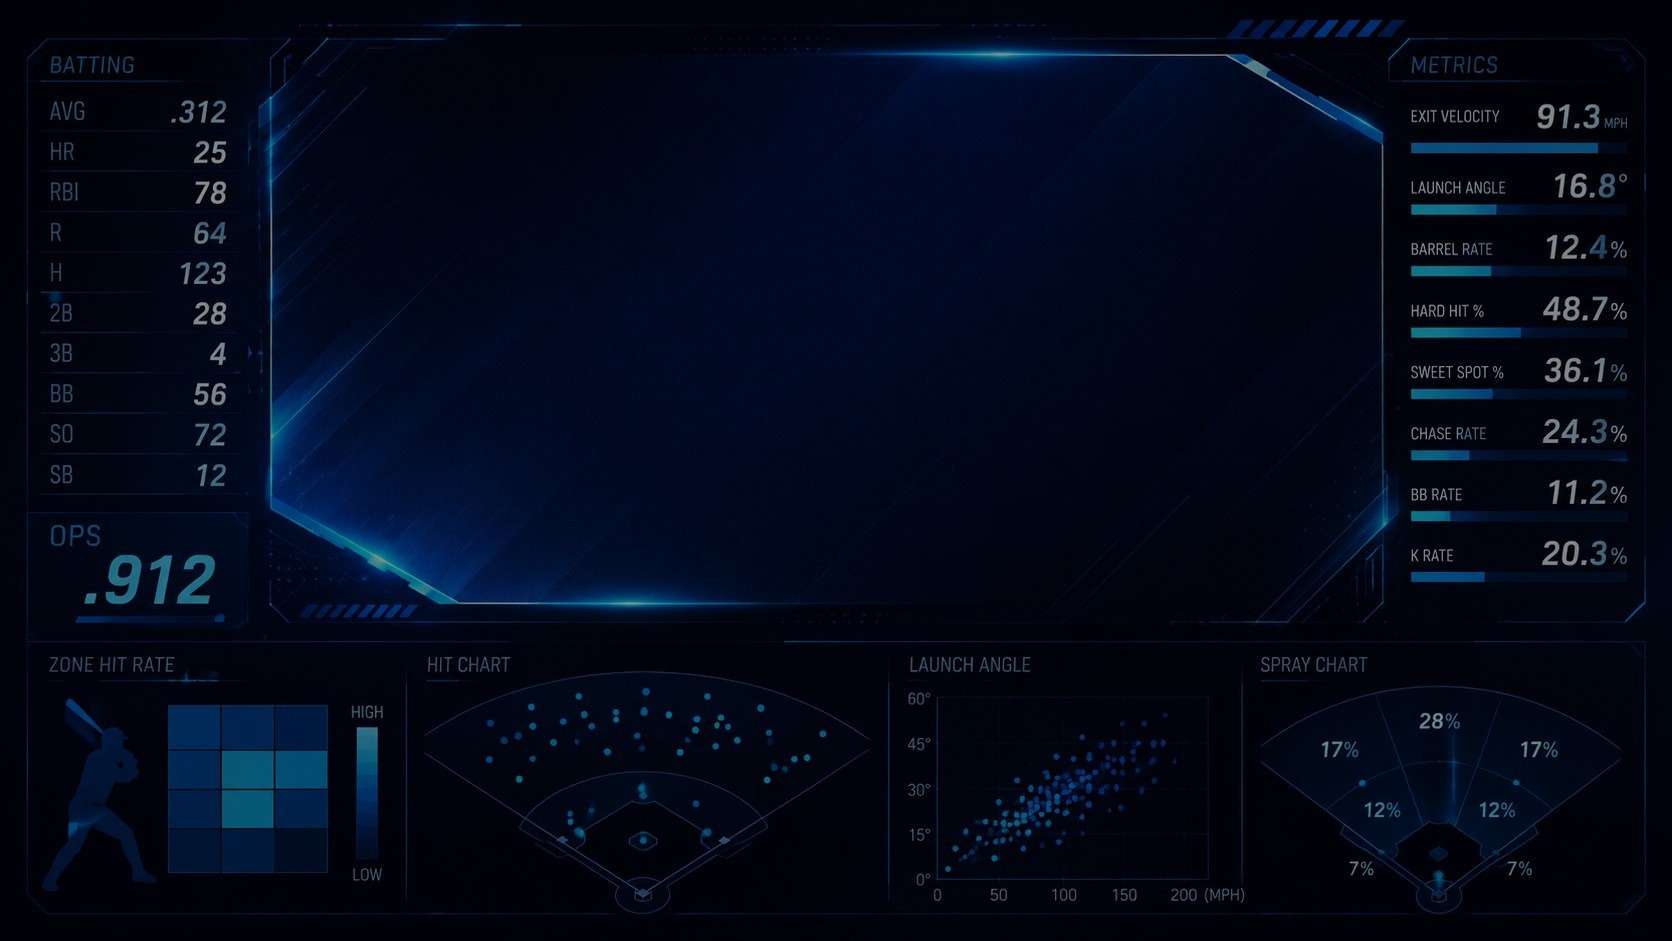 BATTING
AVG .312
HR 25
RBI 78
R 64
H 123
2B 28
3B 4
BB 56
SO 72
SB 12
OPS
.912
METRICS
EXIT VELOCITY 91.3 MPH
LAUNCH ANGLE 16.8°
BARREL RATE 12.4%
HARD HIT % 48.7%
SWEET SPOT % 36.1%
CHASE RATE 24.3%
BB RATE 11.2%
K RATE 20.3%
ZONE HIT RATE
HIGH
LOW
HIT CHART
LAUNCH ANGLE
60°
45°
30°
15°
0°
0 50 100 150 200 (MPH)
SPRAY CHART
28%
17% 17%
12% 12%
7% 7%